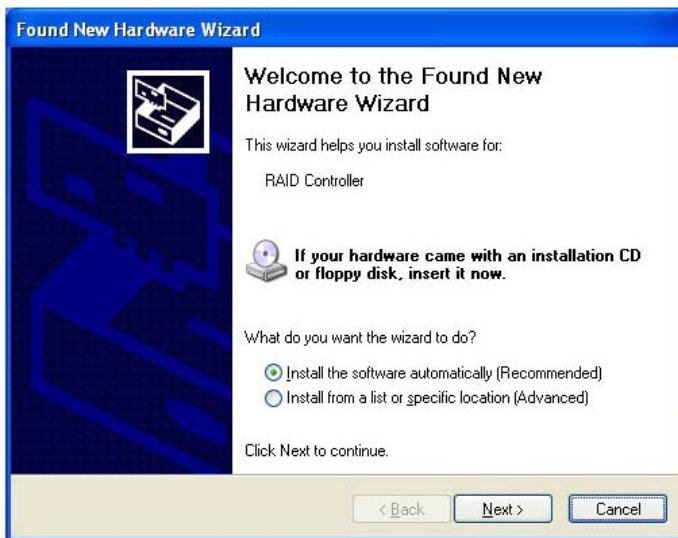 Found New Hardware Wizard
Welcome to the Found New
Hardware Wizard
This wizard helps you install software for:
RAID Controller
If your hardware came with an installation CD
or floppy disk, insert it now.
What do you want the wizard to do?
Install the software automatically (Recommended)
Install from a list or specific location (Advanced)
Click Next to continue.
< Back
Next >
Cancel